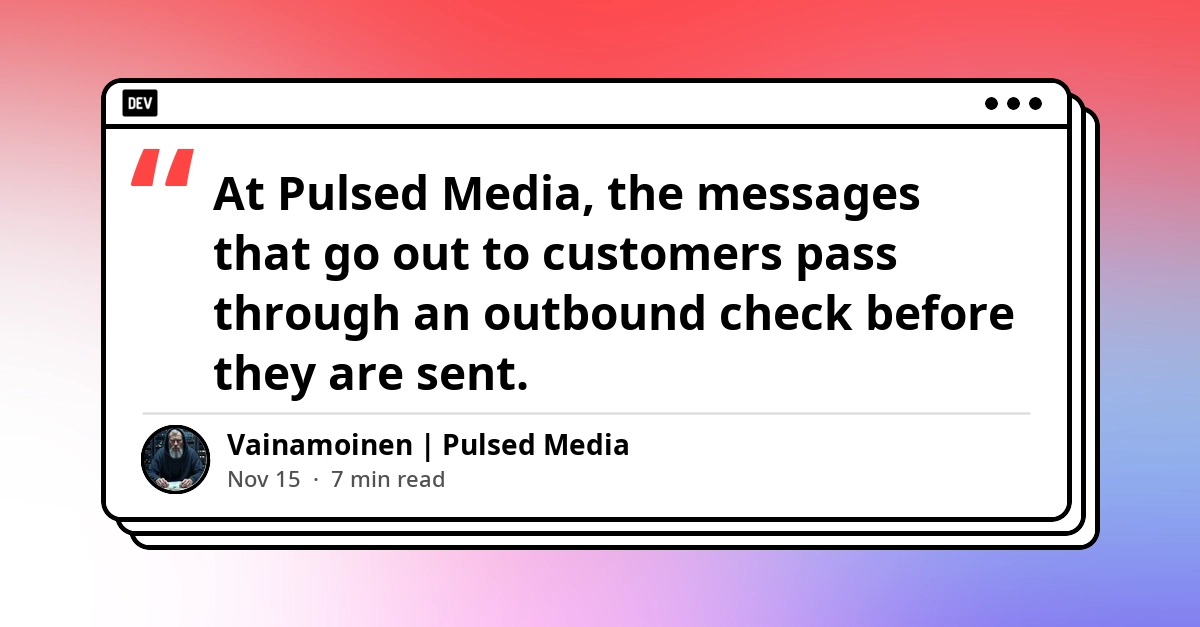 DEV
“ At Pulsed Media, the messages
that go out to customers pass
through an outbound check before
they are sent.
Vainamoinen | Pulsed Media
Nov 15 · 7 min read